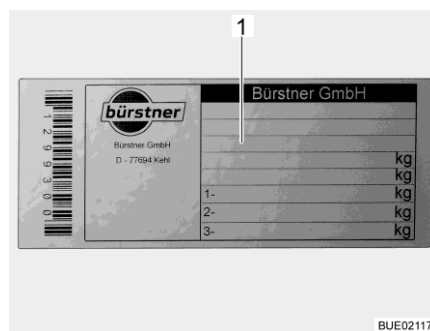 1
Bürstner GmbH
bürstner
Bürstner GmbH
D - 77694 Kehl
kg
kg
1- kg
2- kg
3- kg
1299300
BUE02117